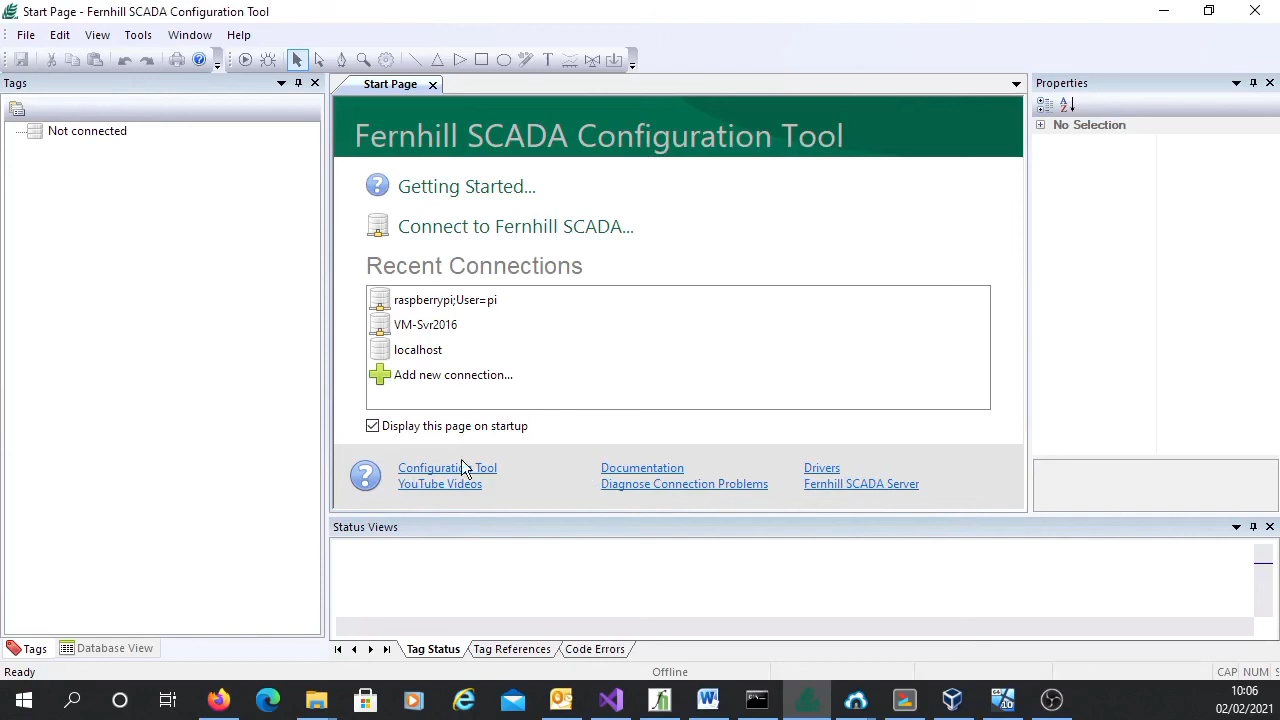 Start Page - Fernhill SCADA Configuration Tool
File Edit View Tools Window Help
Tags
Start Page
Properties
Not connected
No Selection
Fernhill SCADA Configuration Tool
Getting Started...
Connect to Fernhill SCADA...
Recent Connections
raspberrypi;User=pi
VM-Svr2016
localhost
Add new connection...
Display this page on startup
Configuration Tool Documentation Drivers
YouTube Videos Diagnose Connection Problems Fernhill SCADA Server
Status Views
Tags Database View
Tag Status Tag References Code Errors
Ready Offline CAP NUM S
10:06
02/02/2021